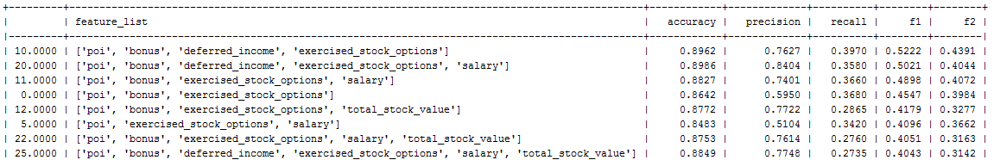 | | feature_list | accuracy | precision | recall | f1 | f2 |
| 10.0000 | ['poi', 'bonus', 'deferred_income', 'exercised_stock_options'] | 0.8962 | 0.7627 | 0.3970 | 0.5222 | 0.4391 |
| 20.0000 | ['poi', 'bonus', 'deferred_income', 'exercised_stock_options', 'salary'] | 0.8986 | 0.8404 | 0.3580 | 0.5021 | 0.4044 |
| 11.0000 | ['poi', 'bonus', 'exercised_stock_options', 'salary'] | 0.8827 | 0.7401 | 0.3660 | 0.4898 | 0.4072 |
| 0.0000 | ['poi', 'bonus', 'exercised_stock_options'] | 0.8642 | 0.5950 | 0.3680 | 0.4547 | 0.3984 |
| 12.0000 | ['poi', 'bonus', 'exercised_stock_options', 'total_stock_value'] | 0.8772 | 0.7722 | 0.2865 | 0.4179 | 0.3277 |
| 5.0000 | ['poi', 'exercised_stock_options', 'salary'] | 0.8483 | 0.5104 | 0.3420 | 0.4096 | 0.3662 |
| 22.0000 | ['poi', 'bonus', 'exercised_stock_options', 'salary', 'total_stock_value'] | 0.8753 | 0.7614 | 0.2760 | 0.4051 | 0.3163 |
| 25.0000 | ['poi', 'bonus', 'deferred_income', 'exercised_stock_options', 'salary', 'total_stock_value'] | 0.8849 | 0.7748 | 0.2735 | 0.4043 | 0.3142 |